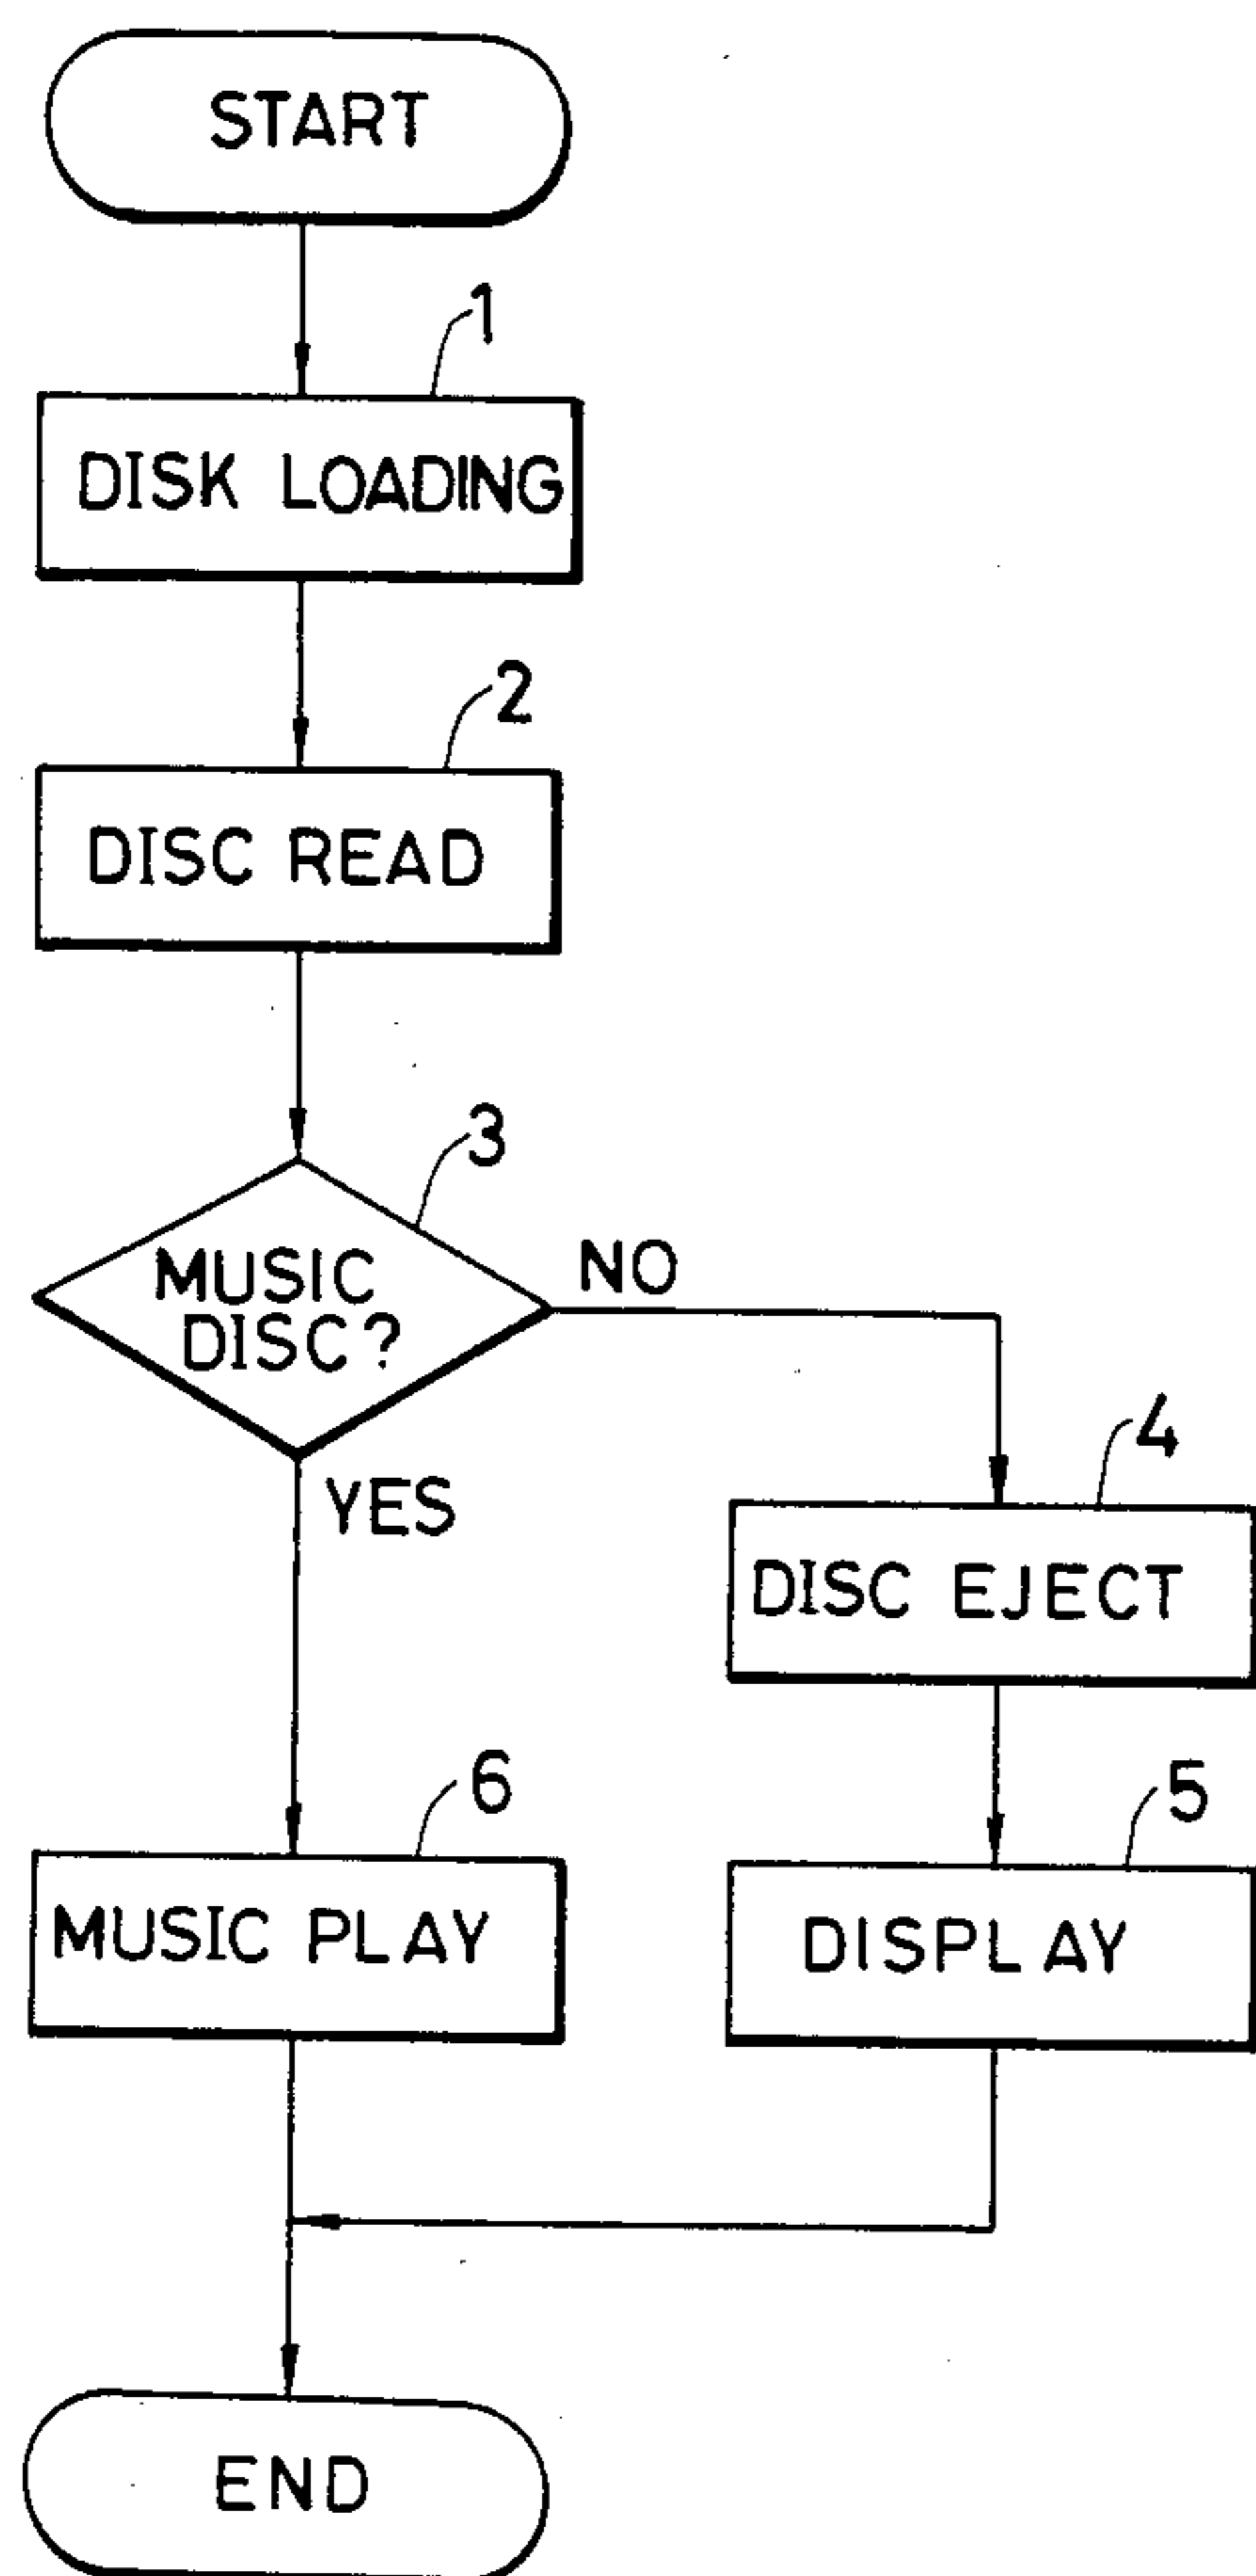 START
1
DISK LOADING
2
DISC READ
3
MUSIC
DISC?
NO
YES
4
DISC EJECT
6
MUSIC PLAY
5
DISPLAY
END